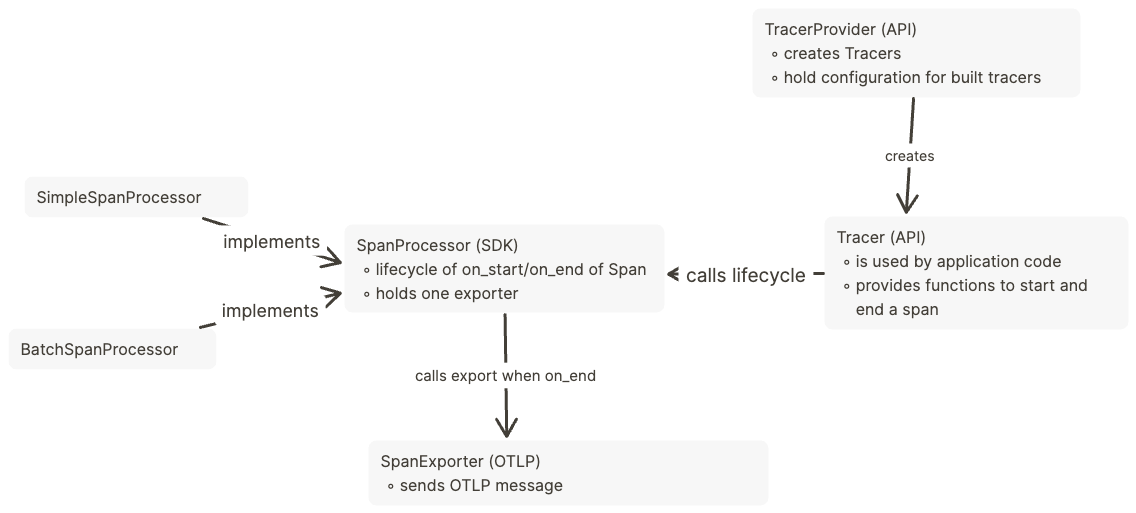 TracerProvider (API)
∘ creates Tracers
∘ hold configuration for built tracers
creates
SimpleSpanProcessor
implements
SpanProcessor (SDK)
∘ lifecycle of on_start/on_end of Span
∘ holds one exporter
calls lifecycle
Tracer (API)
∘ is used by application code
∘ provides functions to start and
end a span
implements
BatchSpanProcessor
calls export when on_end
SpanExporter (OTLP)
∘ sends OTLP message